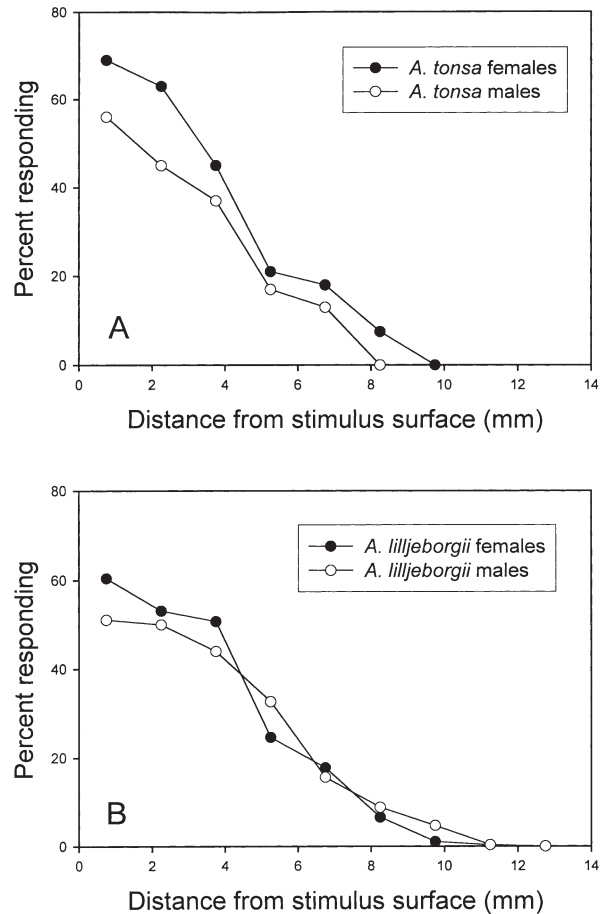 80
60
40
20
0
Percent responding
A. tonsa females
A. tonsa males
A
0 2 4 6 8 10 12 14
Distance from stimulus surface (mm)
80
60
40
20
0
Percent responding
A. lilljeborgii females
A. lilljeborgii males
B
0 2 4 6 8 10 12 14
Distance from stimulus surface (mm)